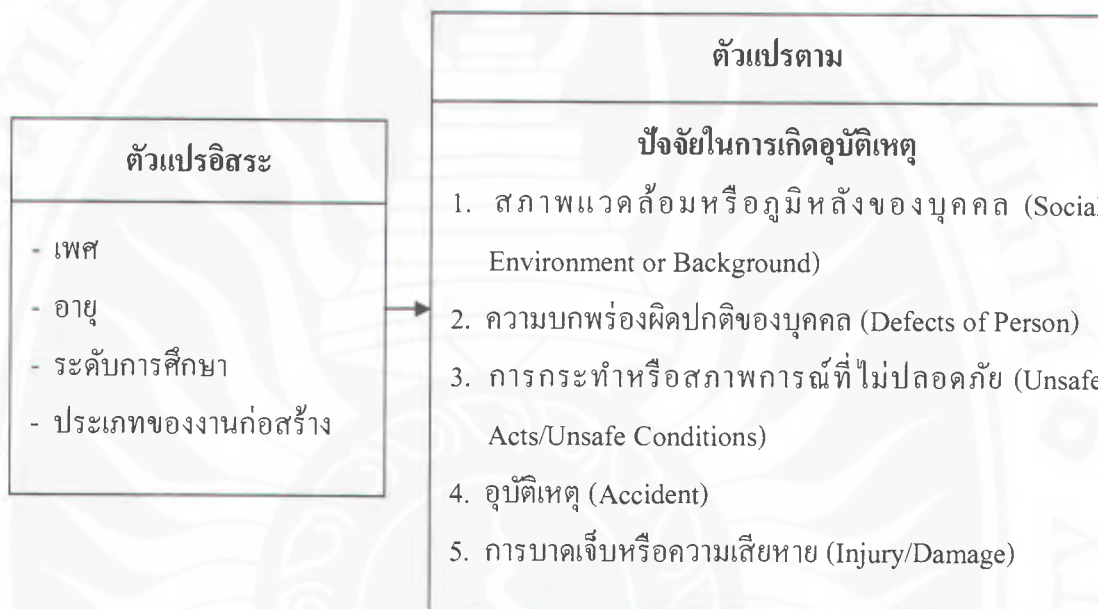 ตัวแปรอิสระ
- เพศ
- อายุ
- ระดับการศึกษา
- ประเภทของงานก่อสร้าง
ตัวแปรตาม
ปัจจัยในการเกิดอุบัติเหตุ
1. สภาพแวดล้อมหรือภูมิหลังของบุคคล (Social
Environment or Background)
2. ความบกพร่องผิดปกติของบุคคล (Defects of Person)
3. การกระทำหรือสภาพการณ์ที่ไม่ปลอดภัย (Unsafe
Acts/Unsafe Conditions)
4. อุบัติเหตุ (Accident)
5. การบาดเจ็บหรือความเสียหาย (Injury/Damage)